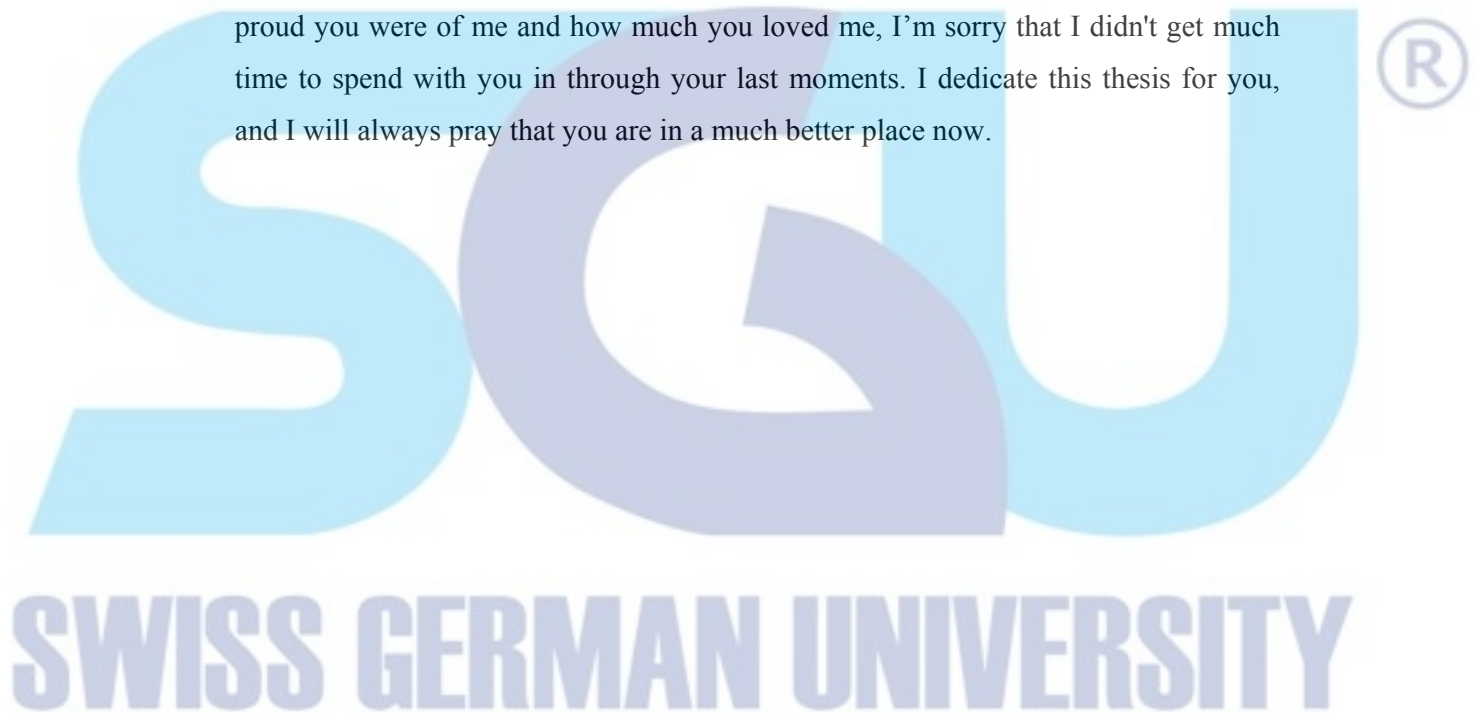 proud you were of me and how much you loved me, I’m sorry that I didn't get much
time to spend with you in through your last moments. I dedicate this thesis for you,
and I will always pray that you are in a much better place now.
SGU
®
SWISS GERMAN UNIVERSITY